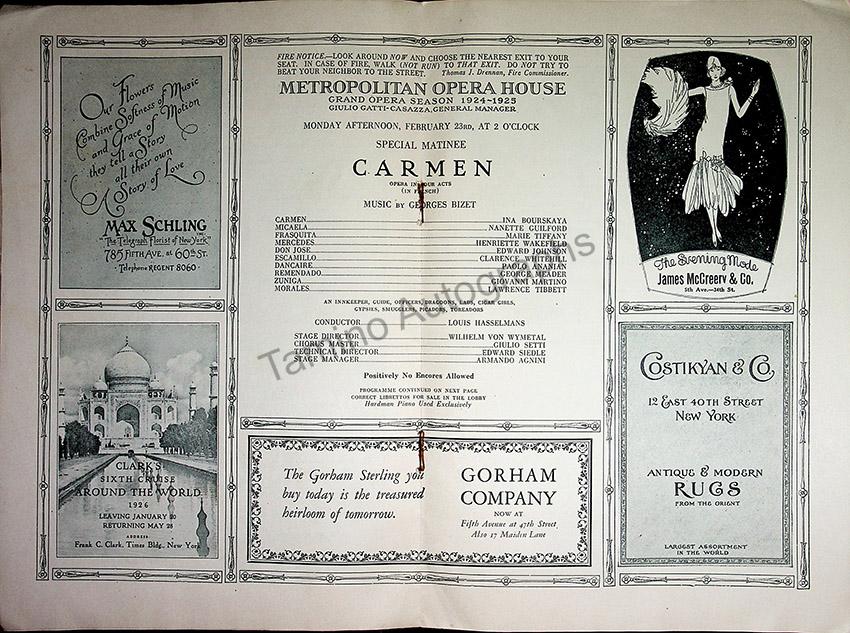 Our Flowers
Combine Softness of Music
and Grace of Motion
they tell a Story
all their own
A Story of Love
MAX SCHLING
"The Telegraph Florist of New York"
785 FIFTH AVE. at 60TH ST.
Telephone REGENT 8060
CLARK'S
SIXTH CRUISE
AROUND THE WORLD
1926
LEAVING JANUARY 20
RETURNING MAY 28
ADDRESS
Frank C. Clark, Times Bldg., New York
FIRE NOTICE.—LOOK AROUND NOW AND CHOOSE THE NEAREST EXIT TO YOUR
SEAT. IN CASE OF FIRE, WALK (NOT RUN) TO THAT EXIT. DO NOT TRY TO
BEAT YOUR NEIGHBOR TO THE STREET. Thomas J. Drennan, Fire Commissioner.
METROPOLITAN OPERA HOUSE
GRAND OPERA SEASON 1924-1925
GIULIO GATTI-CASAZZA, GENERAL MANAGER
MONDAY AFTERNOON, FEBRUARY 23RD, AT 2 O'CLOCK
SPECIAL MATINEE
CARMEN
OPERA IN FOUR ACTS
(IN FRENCH)
MUSIC BY GEORGES BIZET
CARMEN INA BOURSKAYA
MICAELA NANETTE GUILFORD
FRASQUITA MARIE TIFFANY
MERCEDES HENRIETTE WAKEFIELD
DON JOSE EDWARD JOHNSON
ESCAMILLO CLARENCE WHITEHILL
DANCAIRE PAOLO ANANIAN
REMENDADO GEORGE MEADER
ZUNIGA GIOVANNI MARTINO
MORALES LAWRENCE TIBBETT
AN INNKEEPER, GUIDE, OFFICERS, DRAGOONS, LADS, CIGAR GIRLS,
GYPSIES, SMUGGLERS, PICADORS, TOREADORS
CONDUCTOR LOUIS HASSELMANS
STAGE DIRECTOR WILHELM VON WYMETAL
CHORUS MASTER GIULIO SETTI
TECHNICAL DIRECTOR EDWARD SIEDLE
STAGE MANAGER ARMANDO AGNINI
Positively No Encores Allowed
PROGRAMME CONTINUED ON NEXT PAGE
CORRECT LIBRETTOS FOR SALE IN THE LOBBY
Hardman Piano Used Exclusively
Tamino Autographs
The Gorham Sterling you
buy today is the treasured
heirloom of tomorrow.
GORHAM
COMPANY
NOW AT
Fifth Avenue at 47th Street
Also 17 Maiden Lane
The Evening Mode
James McCreery & Co.
5th Ave.—34th St.
COSTIKYAN & CO.
12 EAST 40TH STREET
NEW YORK
ANTIQUE & MODERN
RUGS
FROM THE ORIENT
LARGEST ASSORTMENT
IN THE WORLD